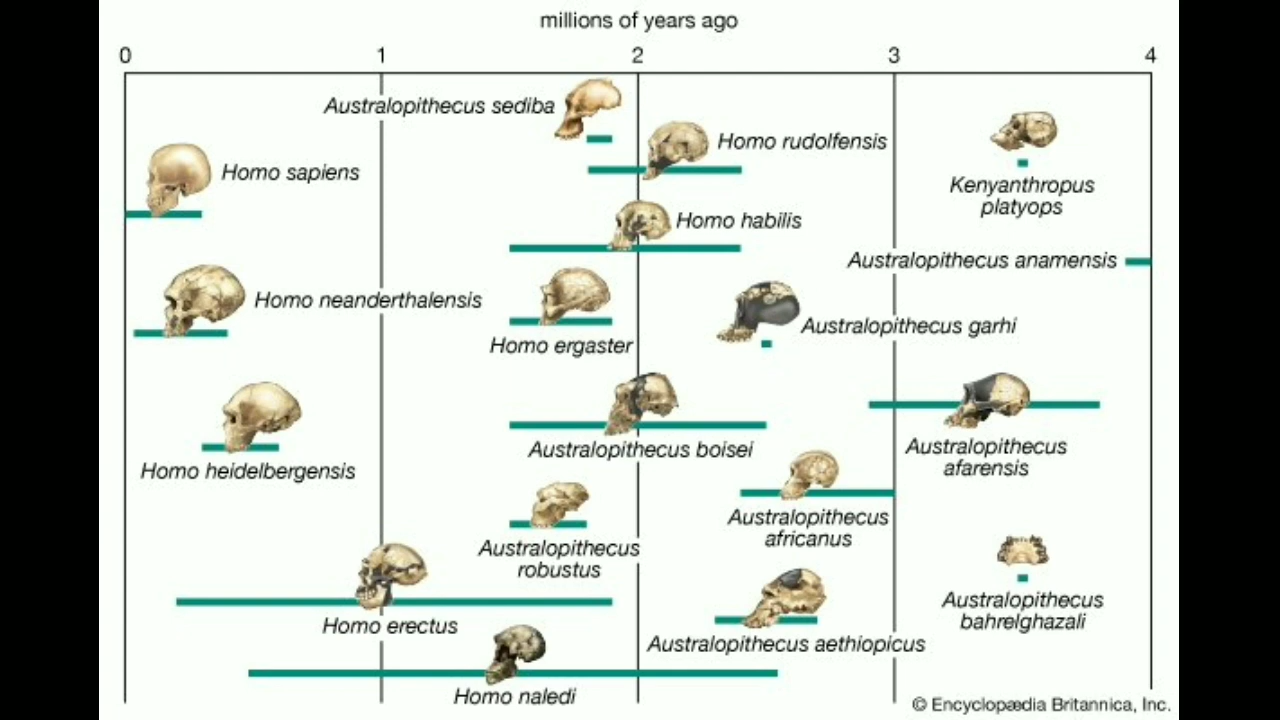 millions of years ago
0 1 2 3 4
Australopithecus sediba
Homo rudolfensis
Homo sapiens
Kenyanthropus
platyops
Homo habilis
Australopithecus anamensis
Homo neanderthalensis
Australopithecus garhi
Homo ergaster
Australopithecus boisei
Australopithecus
afarensis
Homo heidelbergensis
Australopithecus
africanus
Australopithecus
robustus
Australopithecus
bahrelghazali
Homo erectus
Australopithecus aethiopicus
Homo naledi
© Encyclopædia Britannica, Inc.